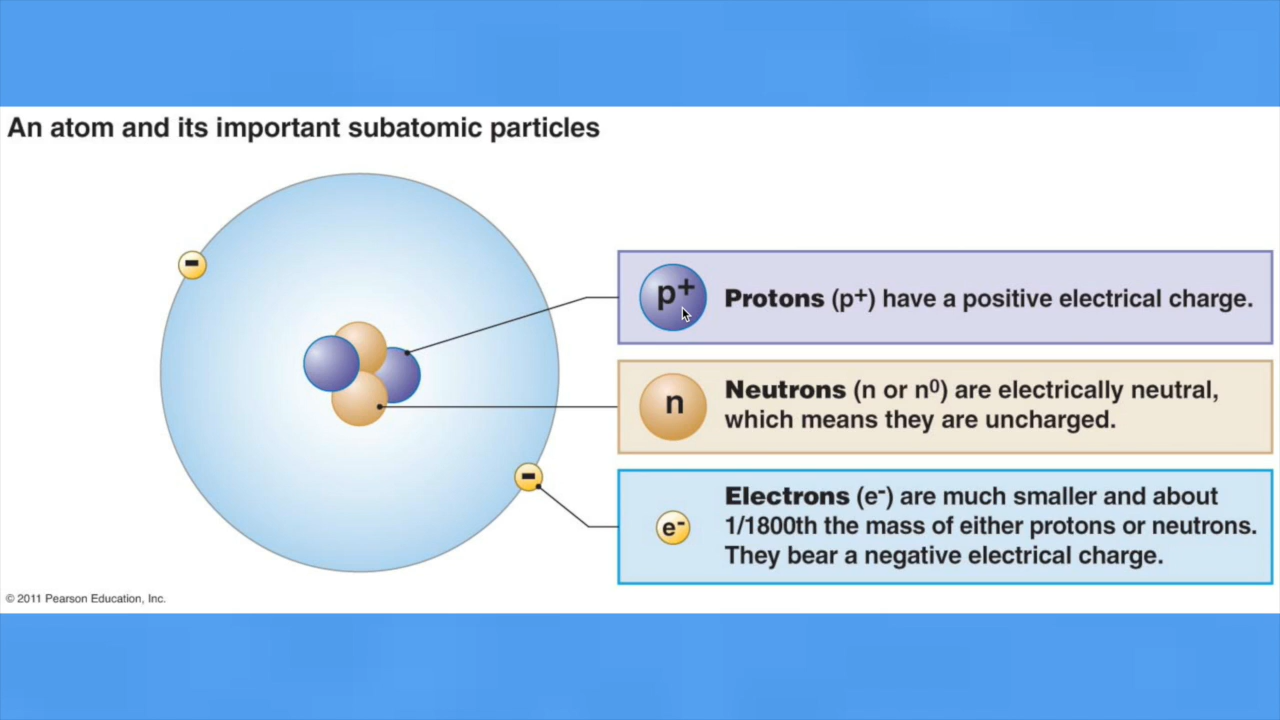 An atom and its important subatomic particles
-
p+
Protons (p+) have a positive electrical charge.
n
Neutrons (n or n⁰) are electrically neutral,
which means they are uncharged.
-
e-
Electrons (e-) are much smaller and about
1/1800th the mass of either protons or neutrons.
They bear a negative electrical charge.
© 2011 Pearson Education, Inc.